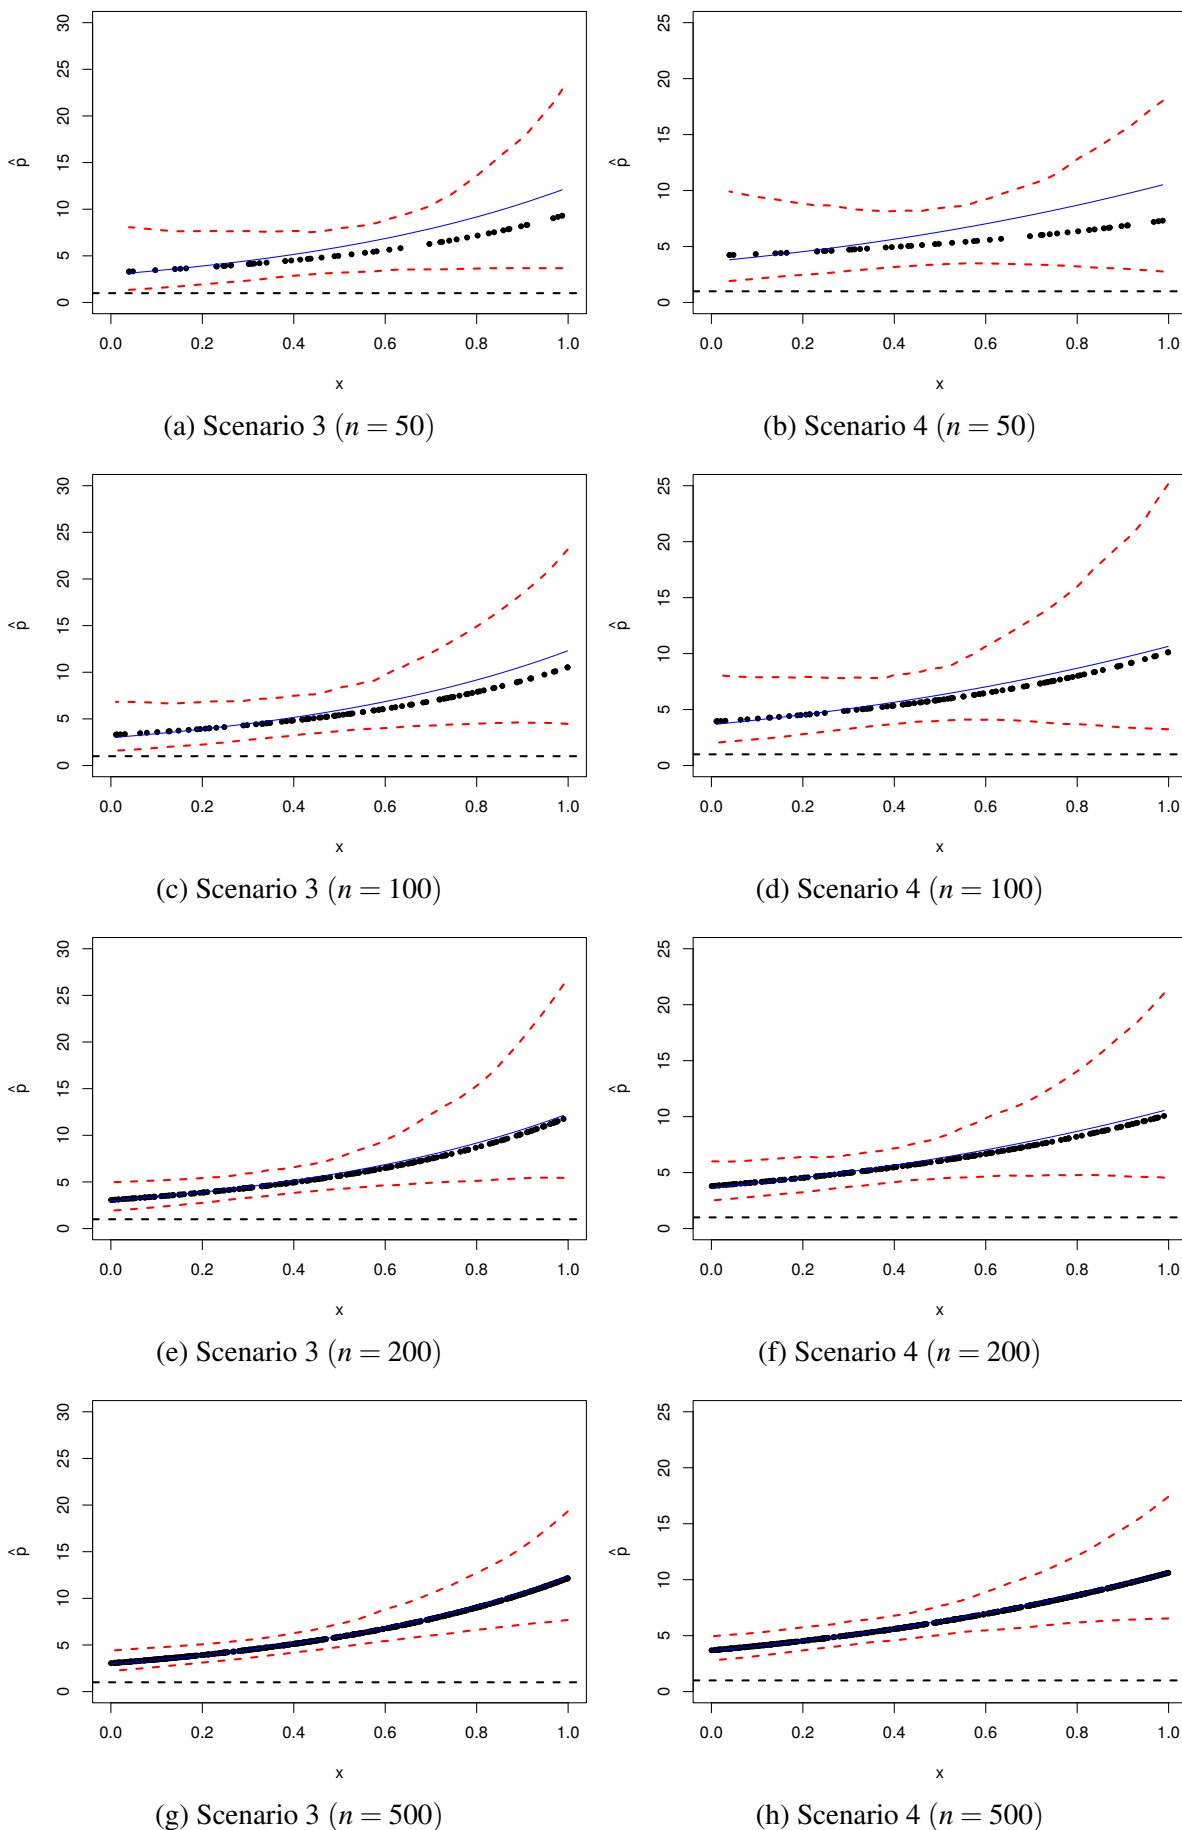 30
25
20
15
10
5
0
p̂
0.0 0.2 0.4 0.6 0.8 1.0
x
(a) Scenario 3 (n = 50)
25
20
15
10
5
0
p̂
0.0 0.2 0.4 0.6 0.8 1.0
x
(b) Scenario 4 (n = 50)
30
25
20
15
10
5
0
p̂
0.0 0.2 0.4 0.6 0.8 1.0
x
(c) Scenario 3 (n = 100)
25
20
15
10
5
0
p̂
0.0 0.2 0.4 0.6 0.8 1.0
x
(d) Scenario 4 (n = 100)
30
25
20
15
10
5
0
p̂
0.0 0.2 0.4 0.6 0.8 1.0
x
(e) Scenario 3 (n = 200)
25
20
15
10
5
0
p̂
0.0 0.2 0.4 0.6 0.8 1.0
x
(f) Scenario 4 (n = 200)
30
25
20
15
10
5
0
p̂
0.0 0.2 0.4 0.6 0.8 1.0
x
(g) Scenario 3 (n = 500)
25
20
15
10
5
0
p̂
0.0 0.2 0.4 0.6 0.8 1.0
x
(h) Scenario 4 (n = 500)